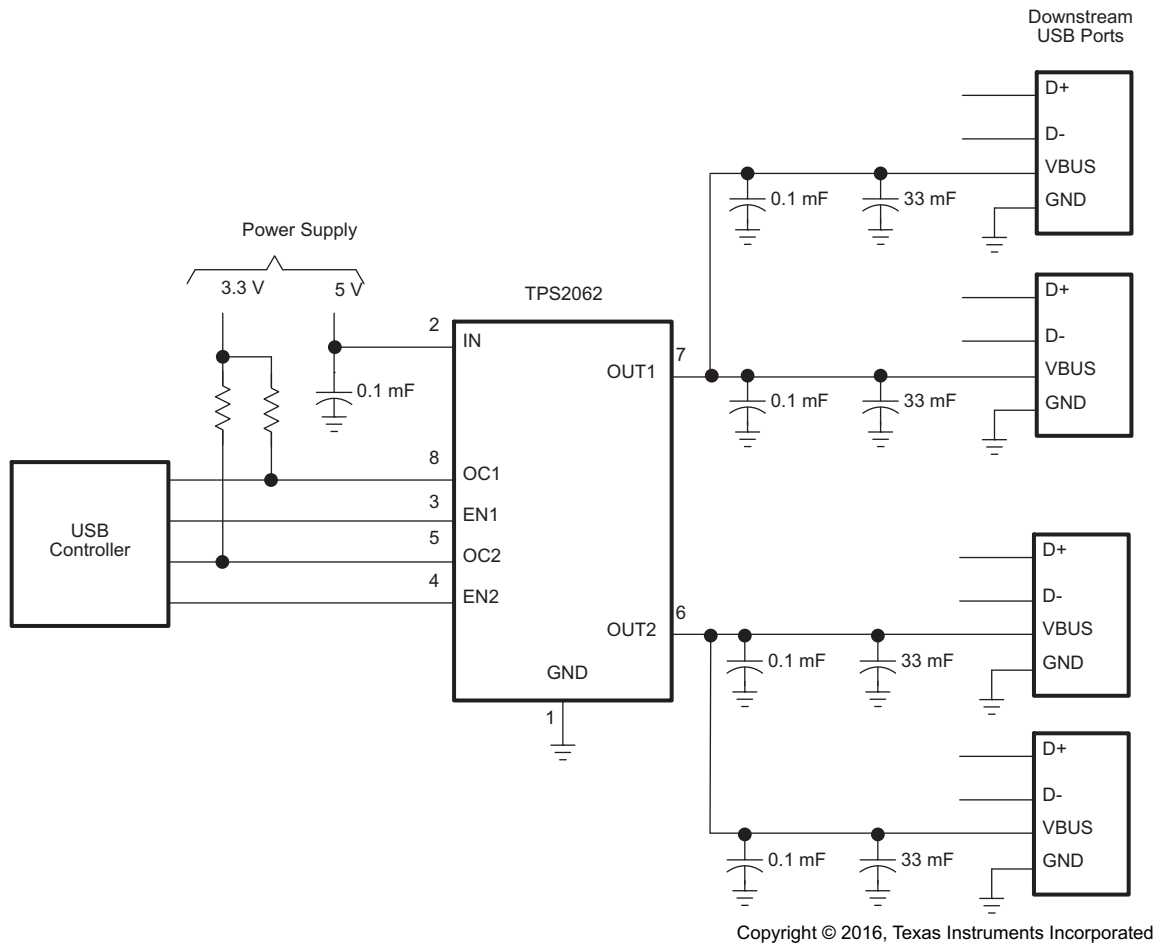 Downstream
USB Ports
D+
D-
VBUS
GND
0.1 mF
33 mF
Power Supply
3.3 V
5 V
0.1 mF
TPS2062
2
IN
7
OUT1
8
OC1
3
EN1
5
OC2
4
EN2
6
OUT2
GND
1
USB
Controller
D+
D-
VBUS
GND
0.1 mF
33 mF
D+
D-
VBUS
GND
0.1 mF
33 mF
D+
D-
VBUS
GND
0.1 mF
33 mF
Copyright © 2016, Texas Instruments Incorporated